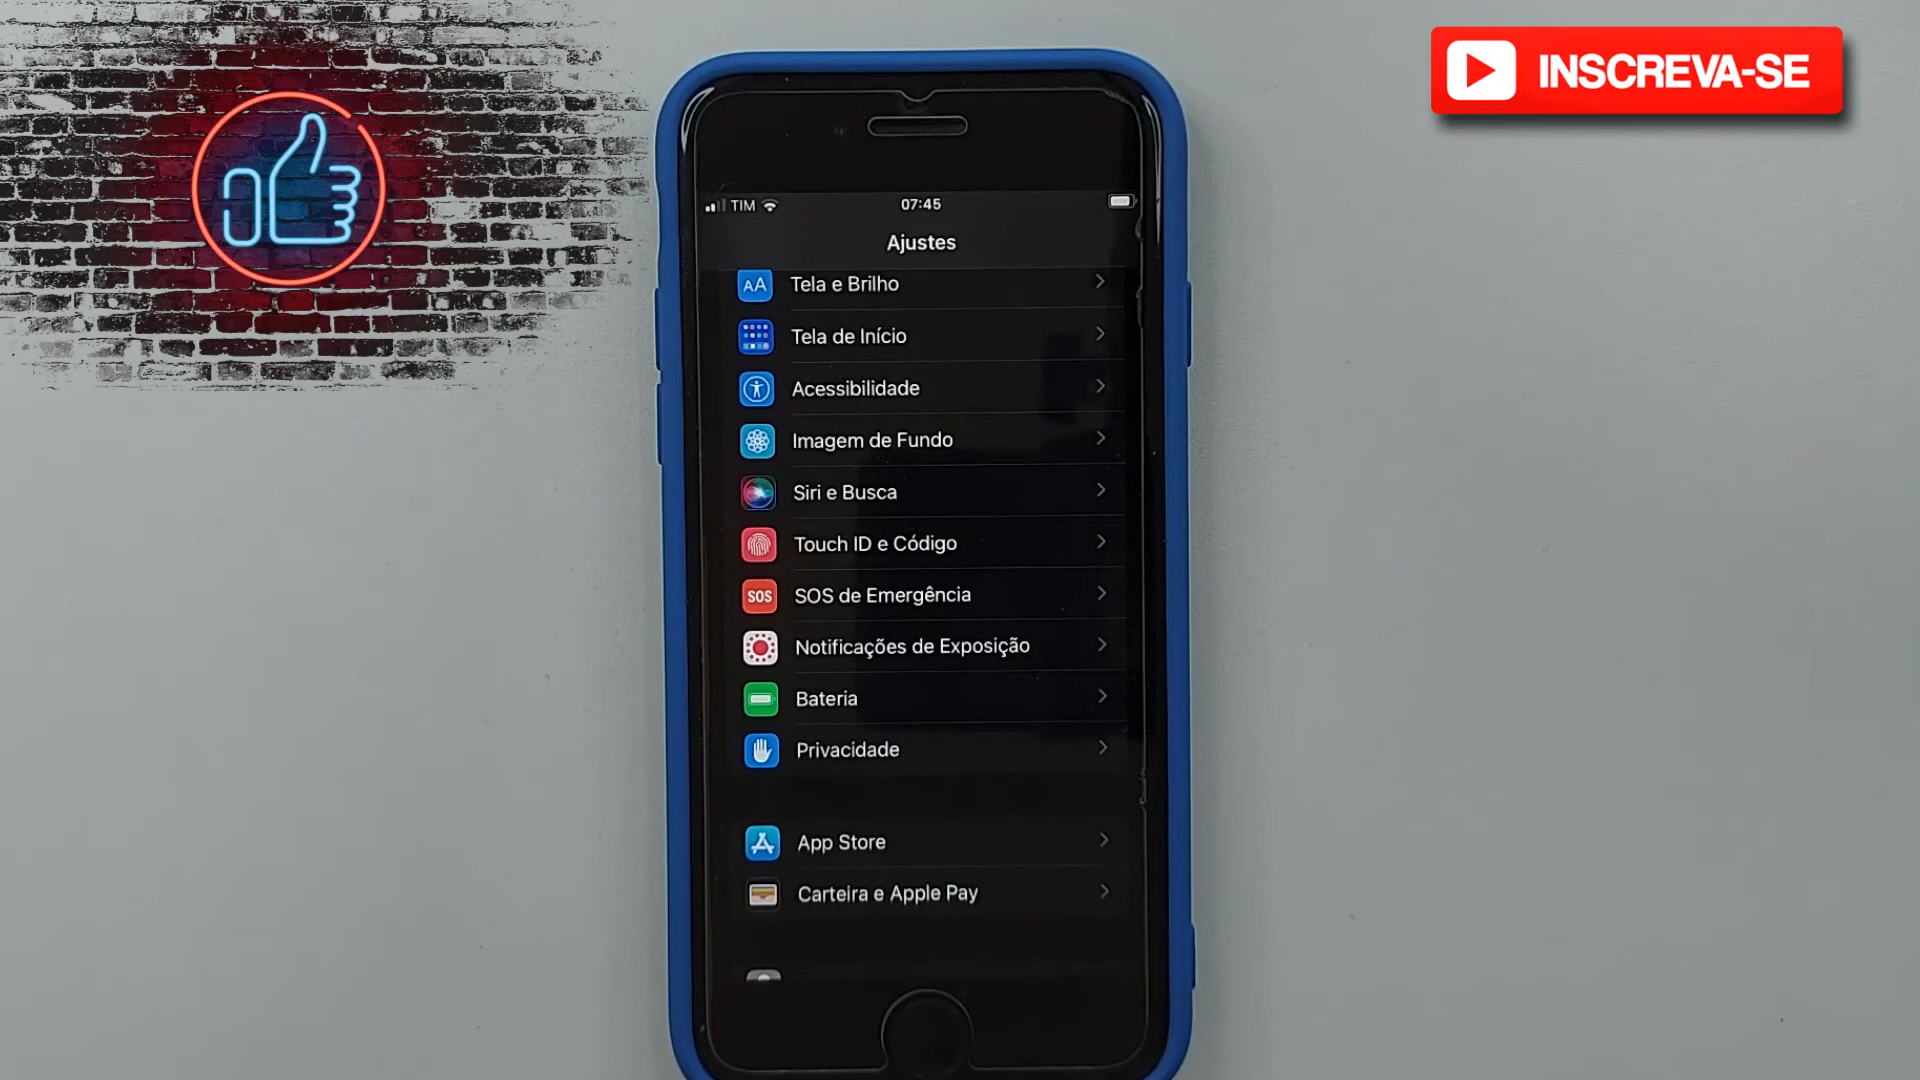 INSCREVA-SE
TIM
07:45
Ajustes
AA
Tela e Brilho
Tela de Início
Acessibilidade
Imagem de Fundo
Siri e Busca
Touch ID e Código
SOS
SOS de Emergência
Notificações de Exposição
Bateria
Privacidade
App Store
Carteira e Apple Pay